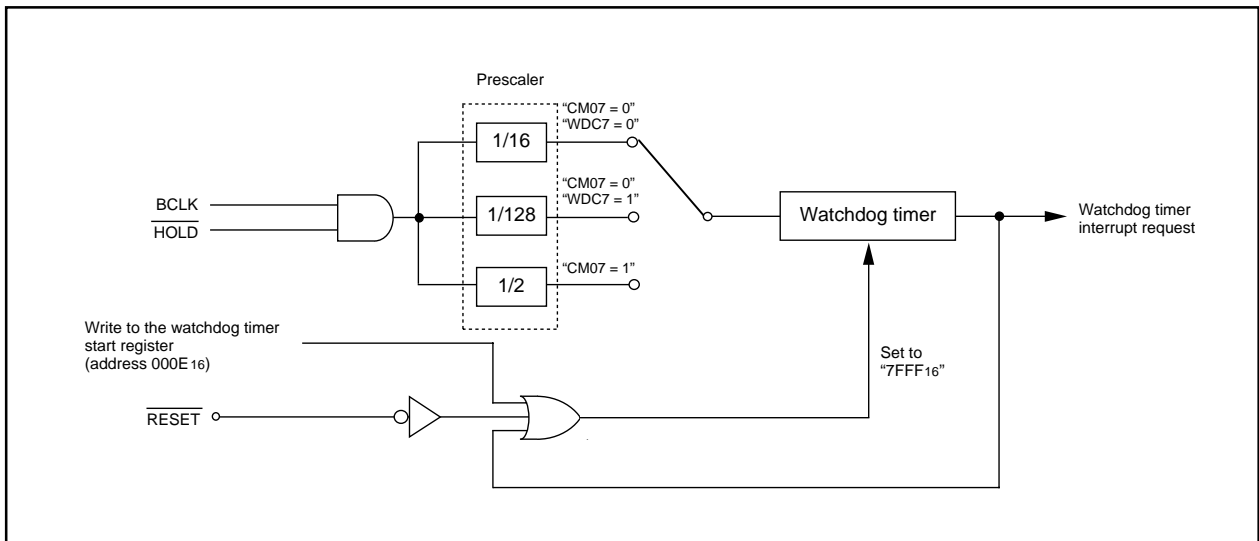 Prescaler
“CM07 = 0”
“WDC7 = 0”
1/16
“CM07 = 0”
“WDC7 = 1”
BCLK
HOLD
1/128
Watchdog timer
Watchdog timer
interrupt request
“CM07 = 1”
1/2
Write to the watchdog timer
start register
(address 000E16)
Set to
“7FFF16”
RESET